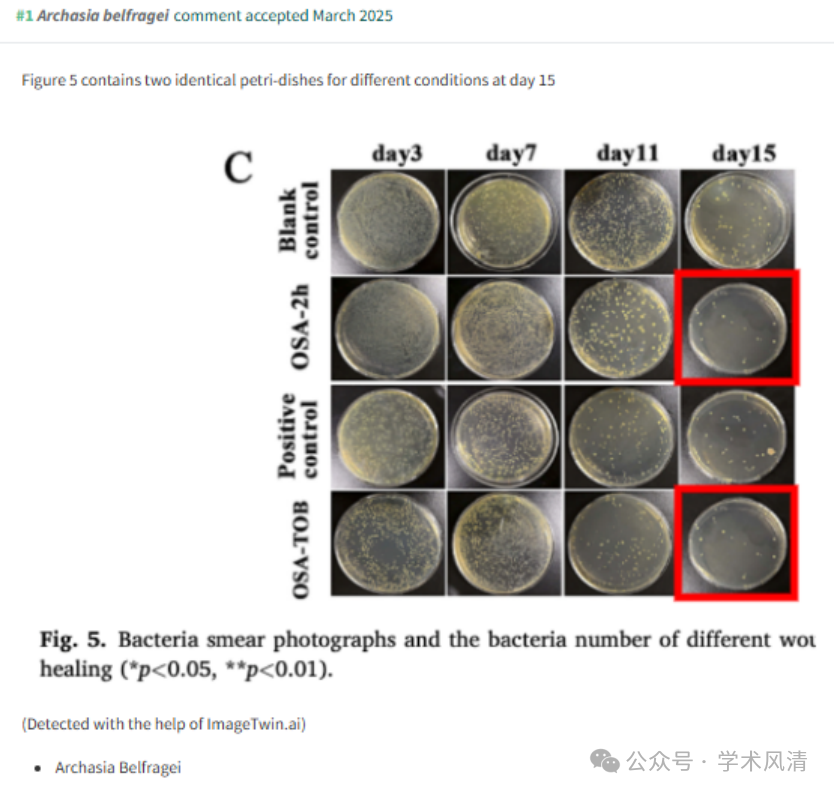 #1 Archasia belfragei comment accepted March 2025
Figure 5 contains two identical petri-dishes for different conditions at day 15
C
day3 day7 day11 day15
Blank control
OSA-2h
Positive control
OSA-TOB
Fig. 5. Bacteria smear photographs and the bacteria number of different
healing (*p<0.05, **p<0.01).
(Detected with the help of ImageTwin.ai)
• Archasia Belfragei
公众号 · 学术风清